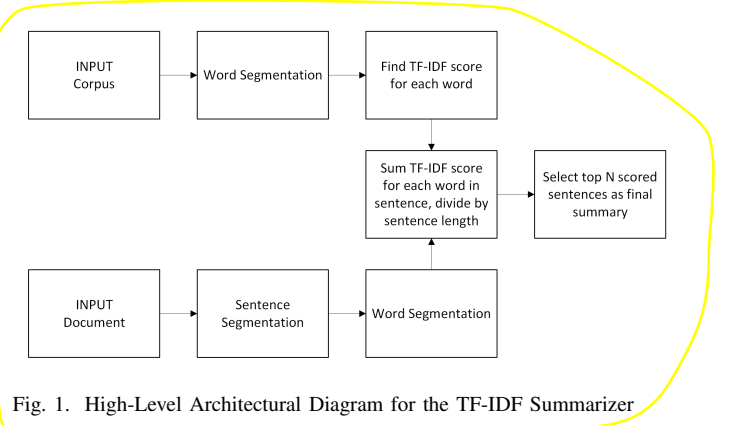 INPUT
Corpus
Word Segmentation
Find TF-IDF score
for each word
Sum TF-IDF score
for each word in
sentence, divide by
sentence length
Select top N scored
sentences as final
summary
INPUT
Document
Sentence
Segmentation
Word Segmentation
Fig. 1. High-Level Architectural Diagram for the TF-IDF Summarizer